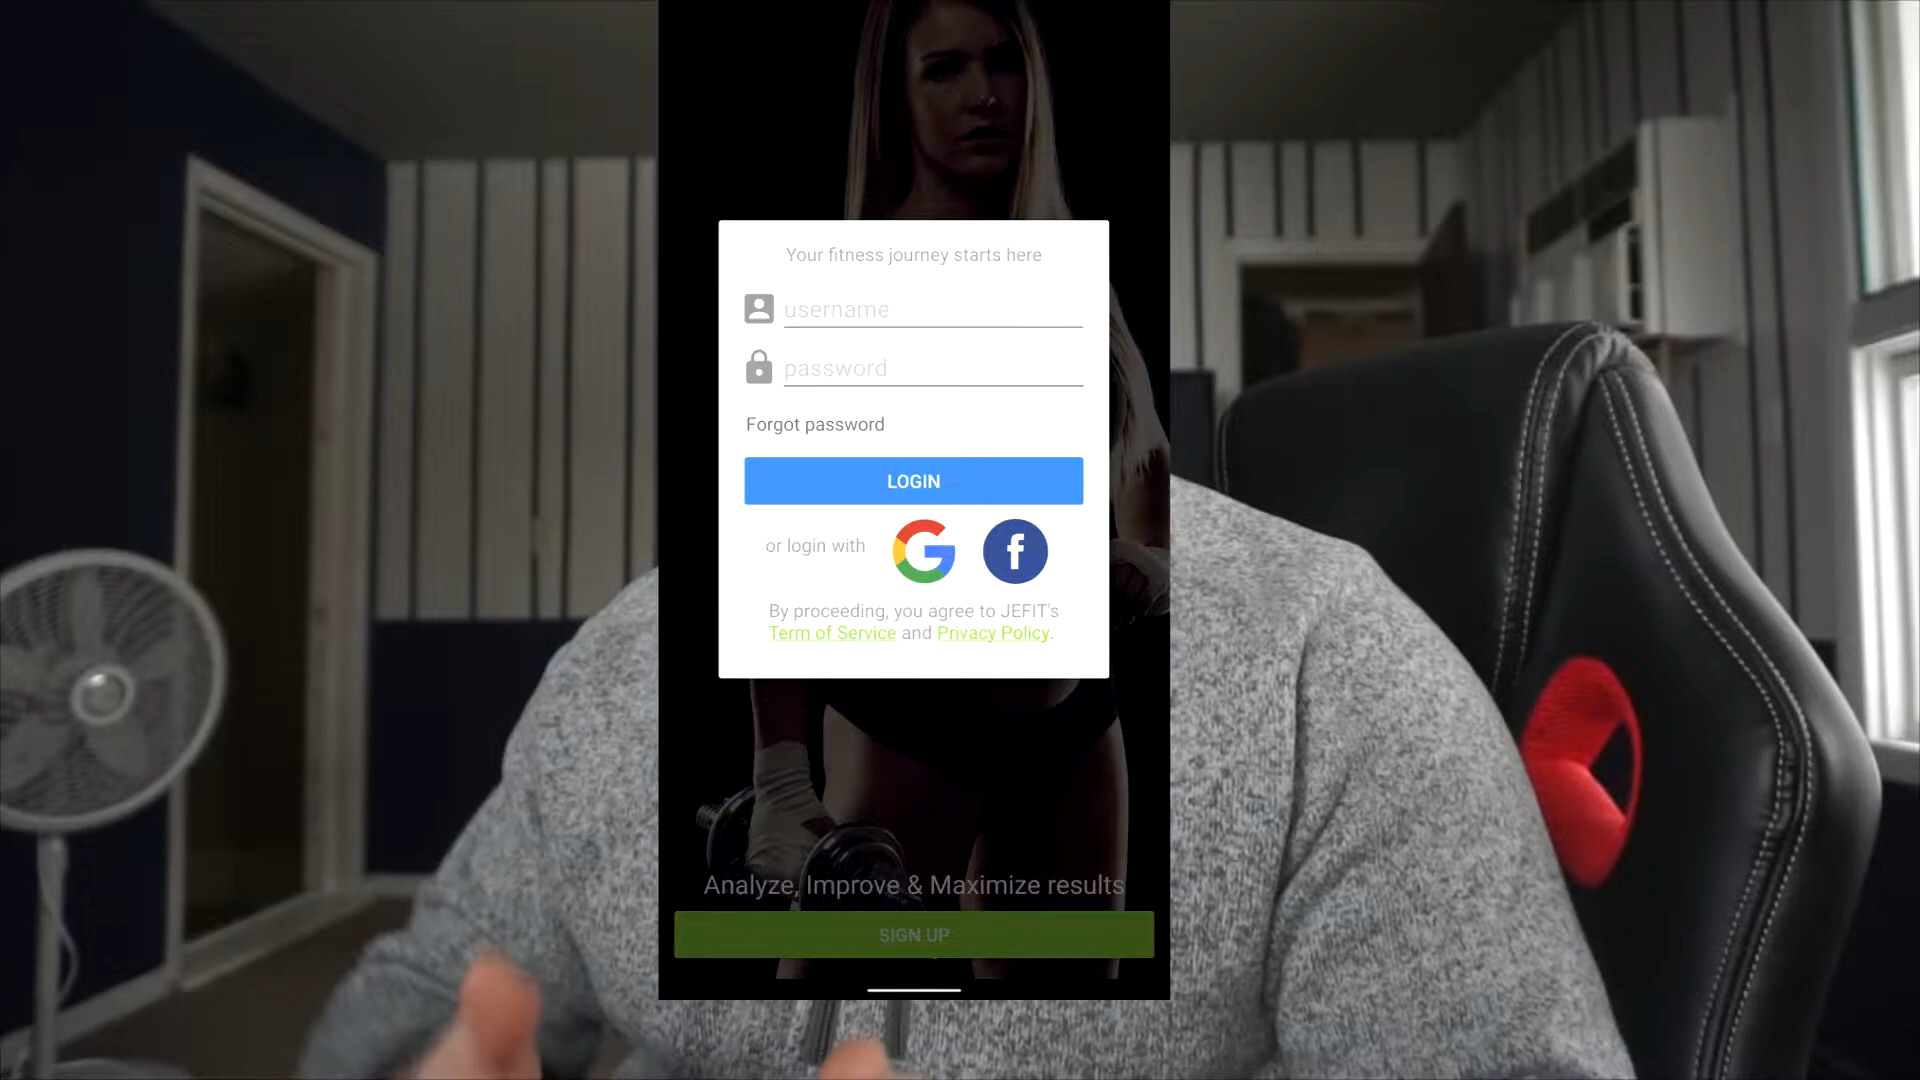 Your fitness journey starts here
username
password
Forgot password
LOGIN
or login with
By proceeding, you agree to JEFIT's
Term of Service and Privacy Policy.
Analyze, Improve & Maximize results
SIGN UP